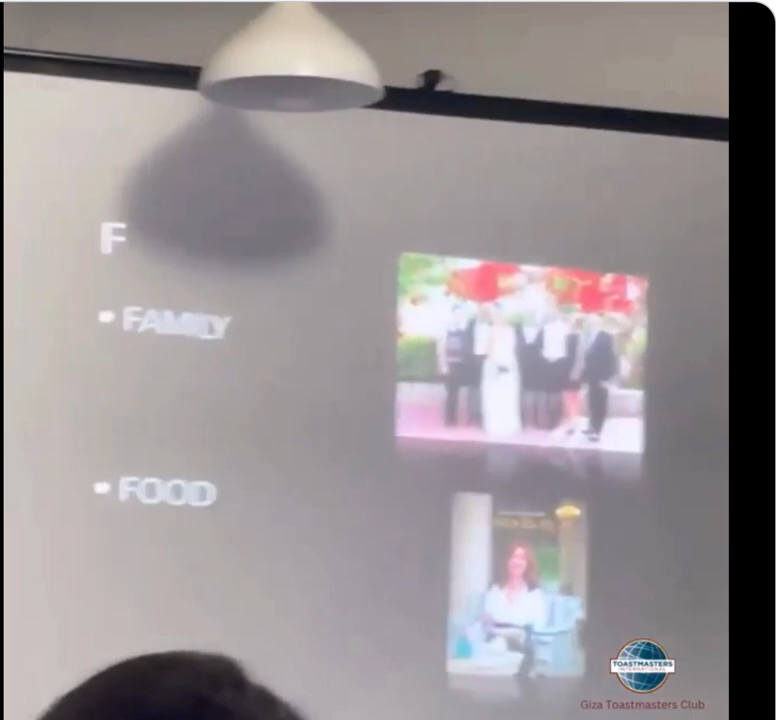 F
• FAMILY
• FOOD
TOASTMASTERS
INTERNATIONAL
Giza Toastmasters Club